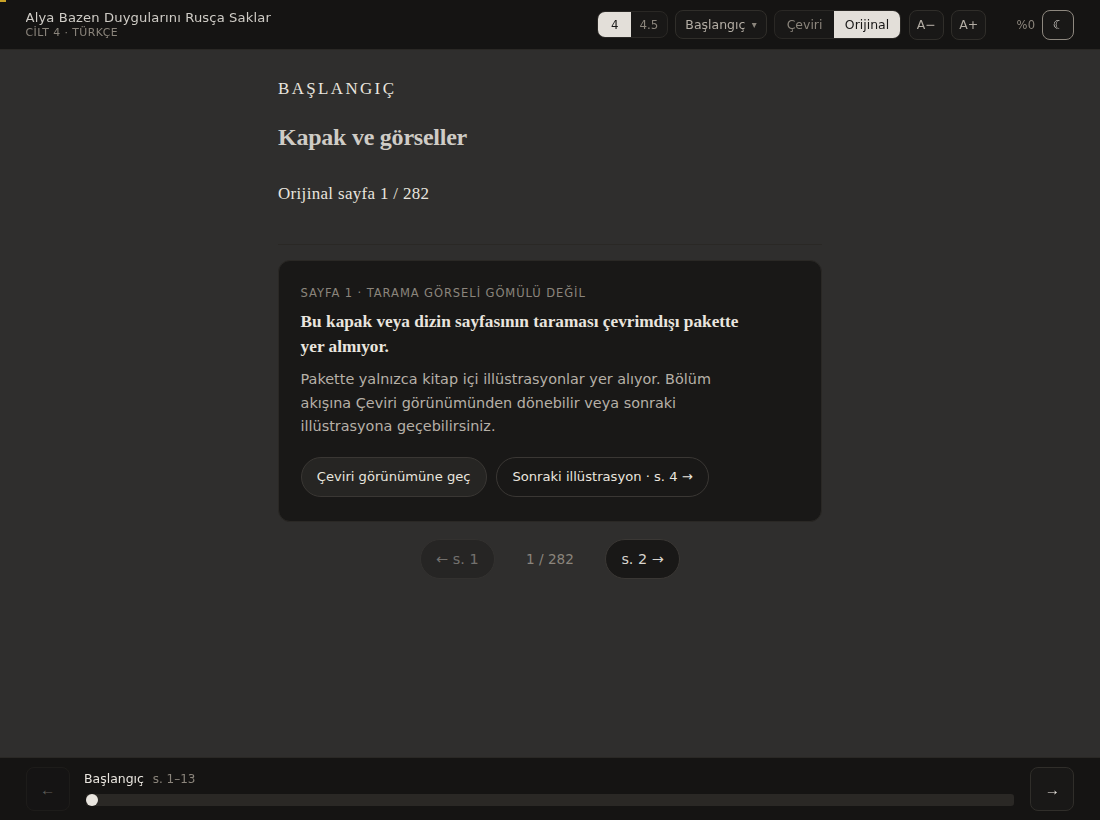 Alya Bazen Duygularını Rusça Saklar
CİLT 4 · TÜRKÇE
4 4.5 Başlangıç ▾ Çeviri Orijinal A− A+ %0 ☾
BAŞLANGIÇ
Kapak ve görseller
Orijinal sayfa 1 / 282
SAYFA 1 · TARAMA GÖRSELİ GÖMÜLÜ DEĞİL
Bu kapak veya dizin sayfasının taraması çevrimdışı pakette
yer almıyor.
Pakette yalnızca kitap içi illüstrasyonlar yer alıyor. Bölüm
akışına Çeviri görünümünden dönebilir veya sonraki
illüstrasyona geçebilirsiniz.
Çeviri görünümüne geç Sonraki illüstrasyon · s. 4 →
← s. 1 1 / 282 s. 2 →
← Başlangıç s. 1–13 →